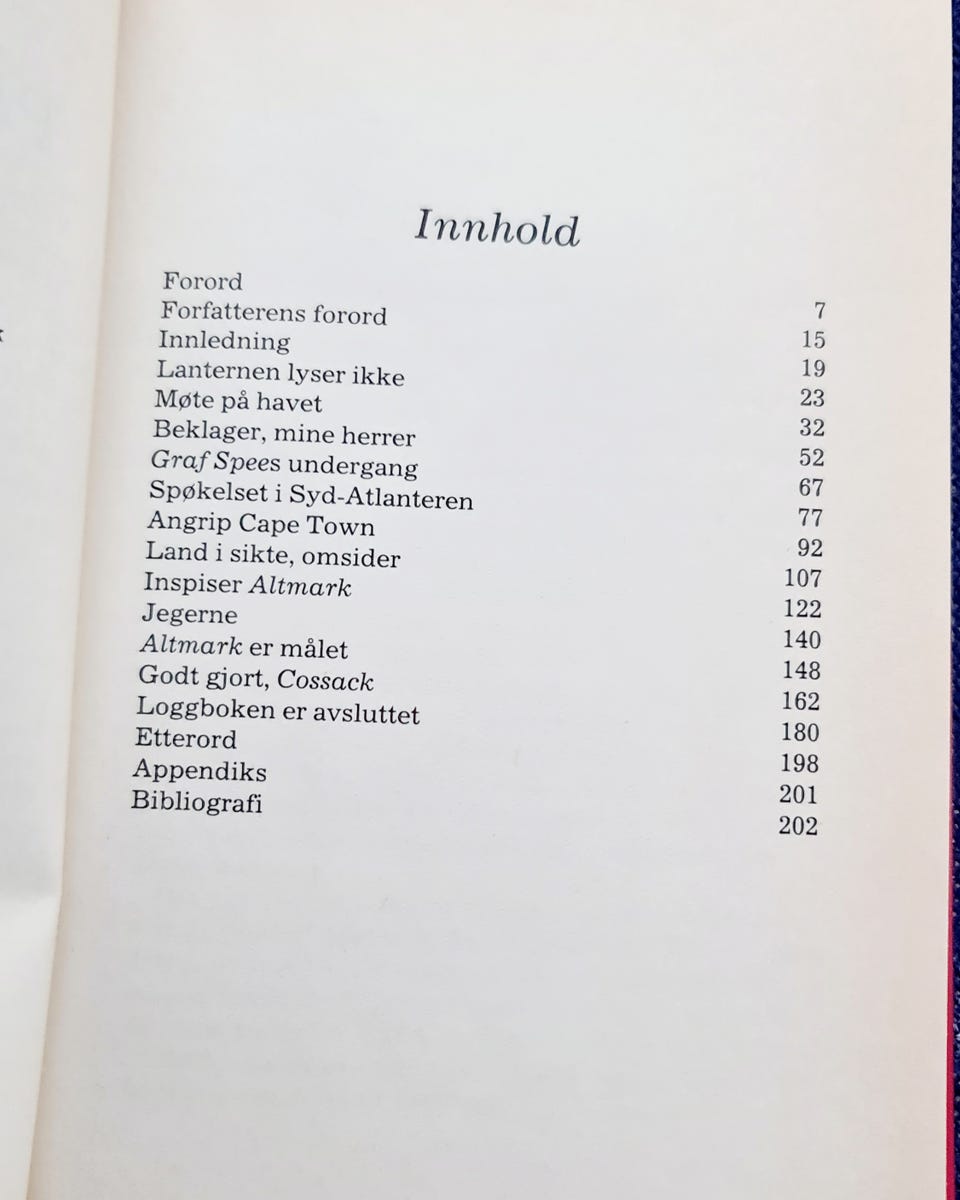 Innhold
Forord 7
Forfatterens forord 15
Innledning 19
Lanternen lyser ikke 23
Møte på havet 32
Beklager, mine herrer 52
Graf Spees undergang 67
Spøkelset i Syd-Atlanteren 77
Angrip Cape Town 92
Land i sikte, omsider 107
Inspiser Altmark 122
Jegerne 140
Altmark er målet 148
Godt gjort, Cossack 162
Loggboken er avsluttet 180
Etterord 198
Appendiks 201
Bibliografi 202